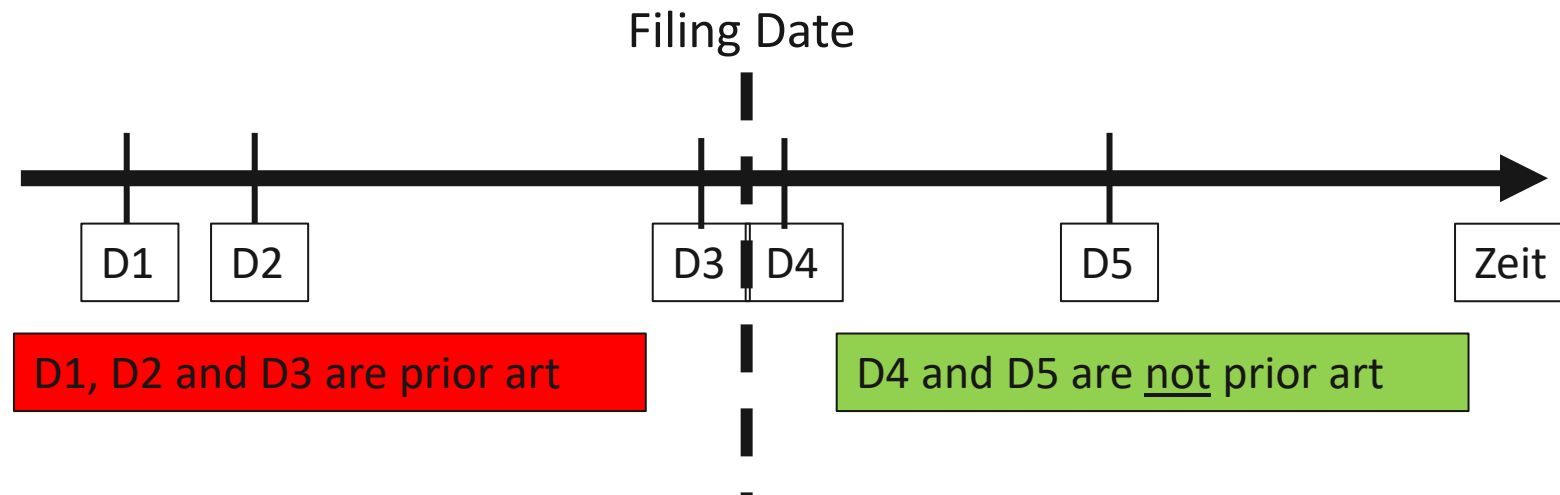 Filing Date
D1
D2
D3
D4
D5
Zeit
D1, D2 and D3 are prior art
D4 and D5 are not prior art